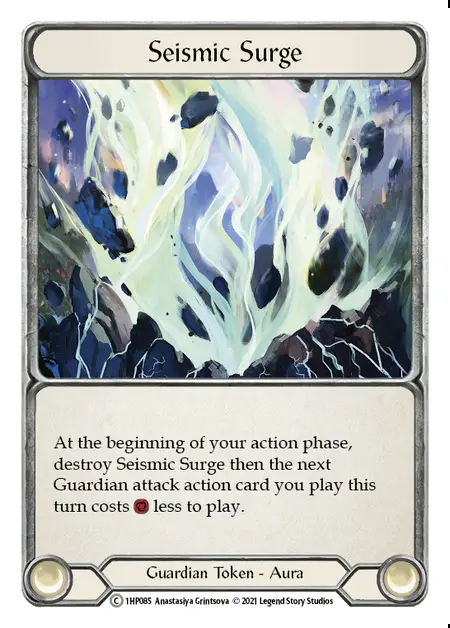 Seismic Surge
At the beginning of your action phase,
destroy Seismic Surge then the next
Guardian attack action card you play this
turn costs less to play.
Guardian Token - Aura
C 1HP085 Anastasiya Grintsova © 2021 Legend Story Studios